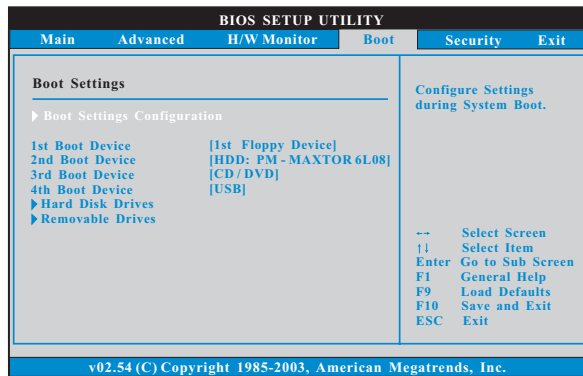 BIOS SETUP UTILITY
Main Advanced H/W Monitor Boot Security Exit
Boot Settings
Boot Settings Configuration
1st Boot Device [1st Floppy Device]
2nd Boot Device [HDD: PM - MAXTOR 6L08]
3rd Boot Device [CD / DVD]
4th Boot Device [USB]
Hard Disk Drives
Removable Drives
Configure Settings
during System Boot.
←→ Select Screen
↑↓ Select Item
Enter Go to Sub Screen
F1 General Help
F9 Load Defaults
F10 Save and Exit
ESC Exit
v02.54 (C) Copyright 1985-2003, American Megatrends, Inc.